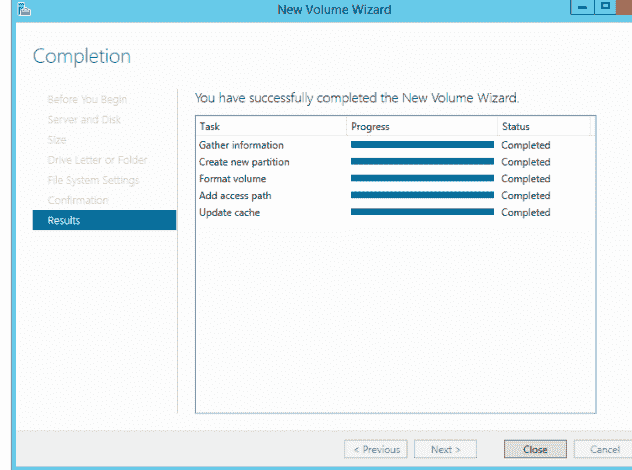 New Volume Wizard
Completion
Before You Begin
Server and Disk
Size
Drive Letter or Folder
File System Settings
Confirmation
Results
You have successfully completed the New Volume Wizard.
Task Progress Status
Gather information Completed
Create new partition Completed
Format volume Completed
Add access path Completed
Update cache Completed
< Previous Next > Close Cancel